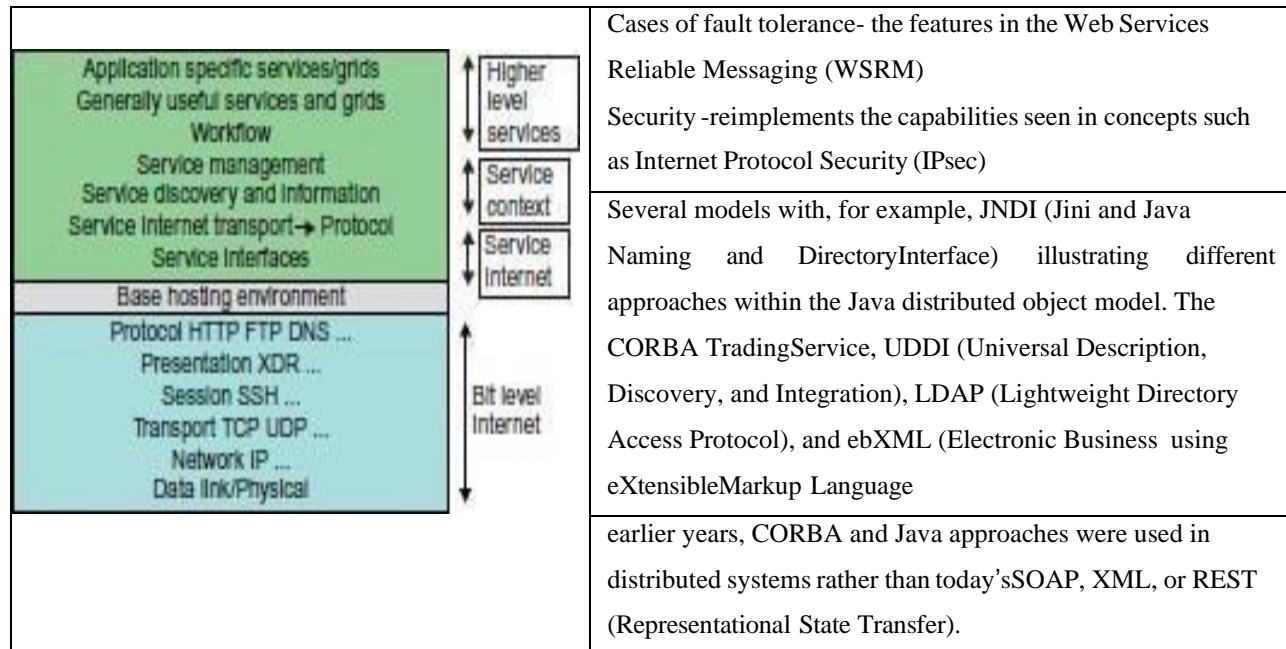 Application specific services/grids
Generally useful services and grids
Workflow
Service management
Service discovery and information
Service Internet transport→ Protocol
Service Interfaces
Base hosting environment
Protocol HTTP FTP DNS ...
Presentation XDR ...
Session SSH ...
Transport TCP UDP ...
Network IP ...
Data link/Physical
Higher
level
services
Service
context
Service
Internet
Bit level
Internet
Cases of fault tolerance- the features in the Web Services
Reliable Messaging (WSRM)
Security -reimplements the capabilities seen in concepts such
as Internet Protocol Security (IPsec)
Several models with, for example, JNDI (Jini and Java
Naming and DirectoryInterface) illustrating different
approaches within the Java distributed object model. The
CORBA TradingService, UDDI (Universal Description,
Discovery, and Integration), LDAP (Lightweight Directory
Access Protocol), and ebXML (Electronic Business using
eXtensibleMarkup Language
earlier years, CORBA and Java approaches were used in
distributed systems rather than today’sSOAP, XML, or REST
(Representational State Transfer).